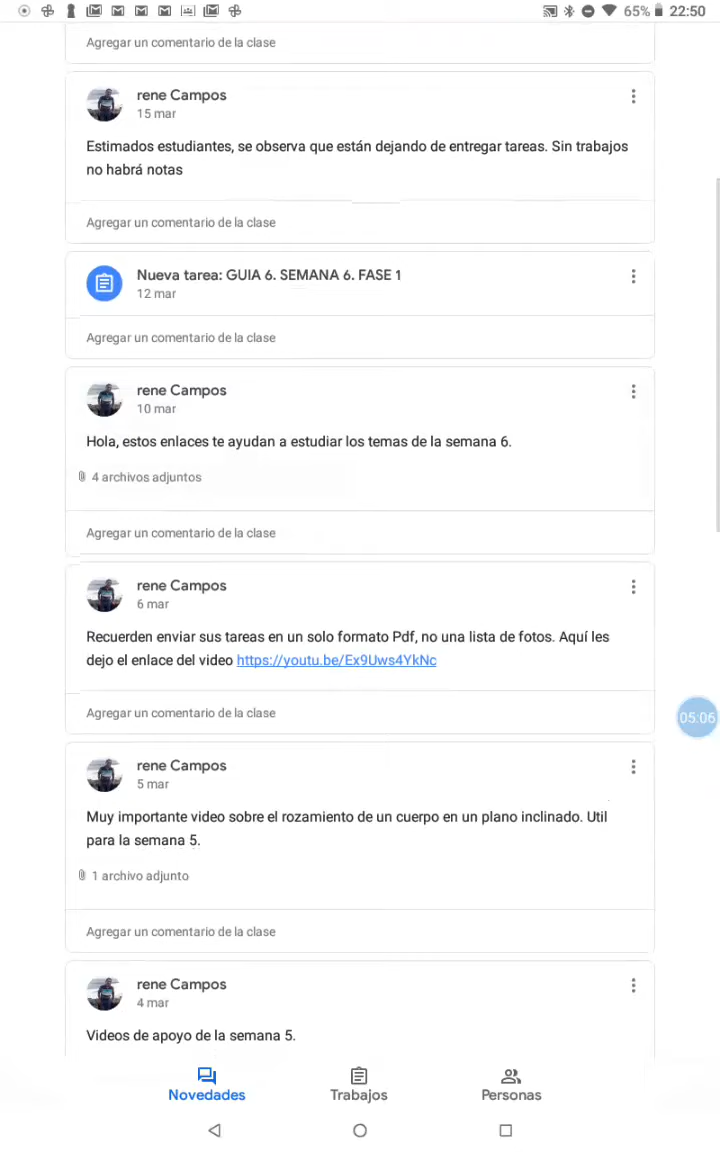 65% 22:50
Agregar un comentario de la clase
rene Campos
15 mar
Estimados estudiantes, se observa que están dejando de entregar tareas. Sin trabajos
no habrá notas
Agregar un comentario de la clase
Nueva tarea: GUIA 6. SEMANA 6. FASE 1
12 mar
Agregar un comentario de la clase
rene Campos
10 mar
Hola, estos enlaces te ayudan a estudiar los temas de la semana 6.
4 archivos adjuntos
Agregar un comentario de la clase
rene Campos
6 mar
Recuerden enviar sus tareas en un solo formato Pdf, no una lista de fotos. Aquí les
dejo el enlace del video https://youtu.be/Ex9Uws4YkNc
05:06
Agregar un comentario de la clase
rene Campos
5 mar
Muy importante video sobre el rozamiento de un cuerpo en un plano inclinado. Util
para la semana 5.
1 archivo adjunto
Agregar un comentario de la clase
rene Campos
4 mar
Videos de apoyo de la semana 5.
Novedades Trabajos Personas